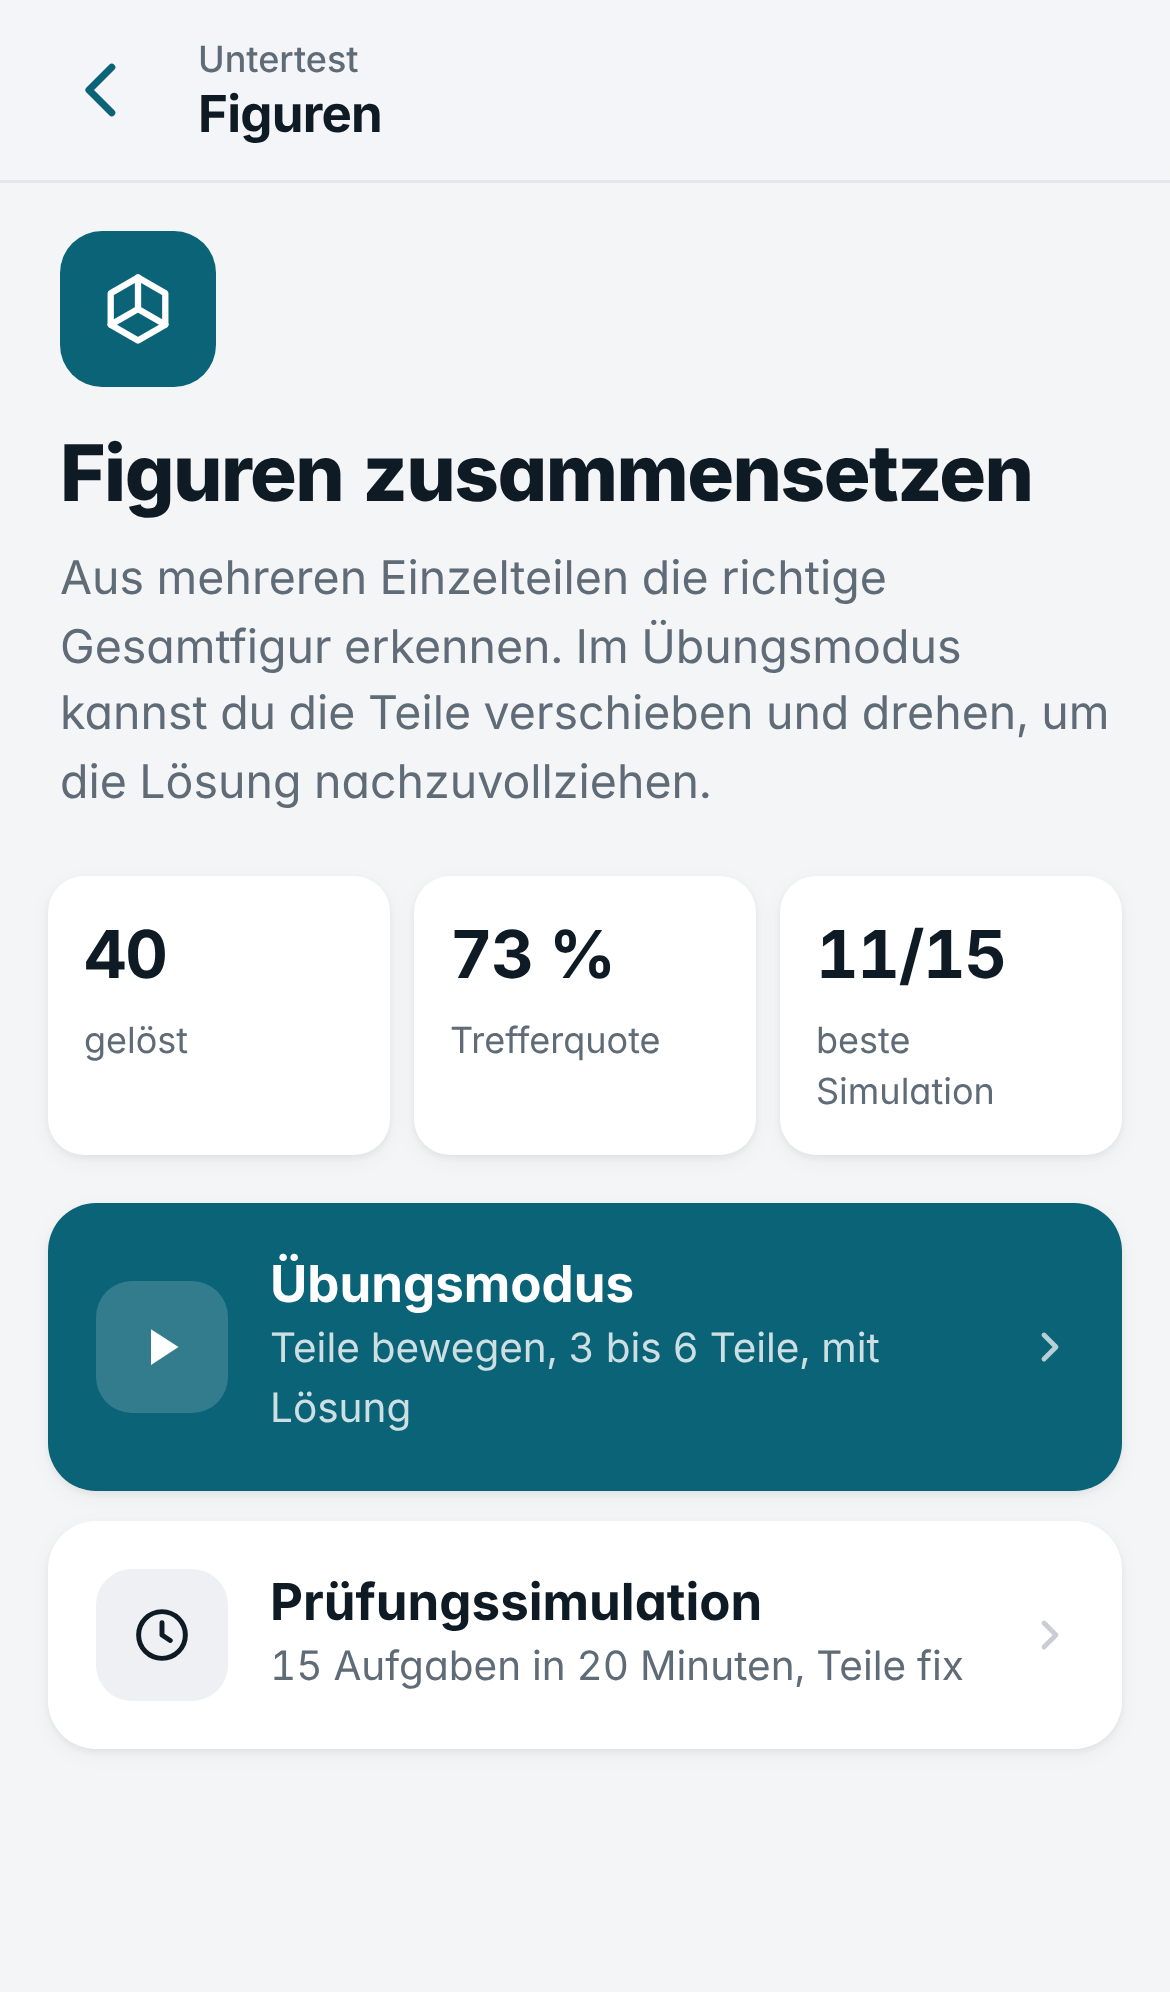 Untertest
Figuren
Figuren zusammensetzen
Aus mehreren Einzelteilen die richtige
Gesamtfigur erkennen. Im Übungsmodus
kannst du die Teile verschieben und drehen, um
die Lösung nachzuvollziehen.
40
gelöst
73 %
Trefferquote
11/15
beste
Simulation
Übungsmodus
Teile bewegen, 3 bis 6 Teile, mit
Lösung
Prüfungssimulation
15 Aufgaben in 20 Minuten, Teile fix